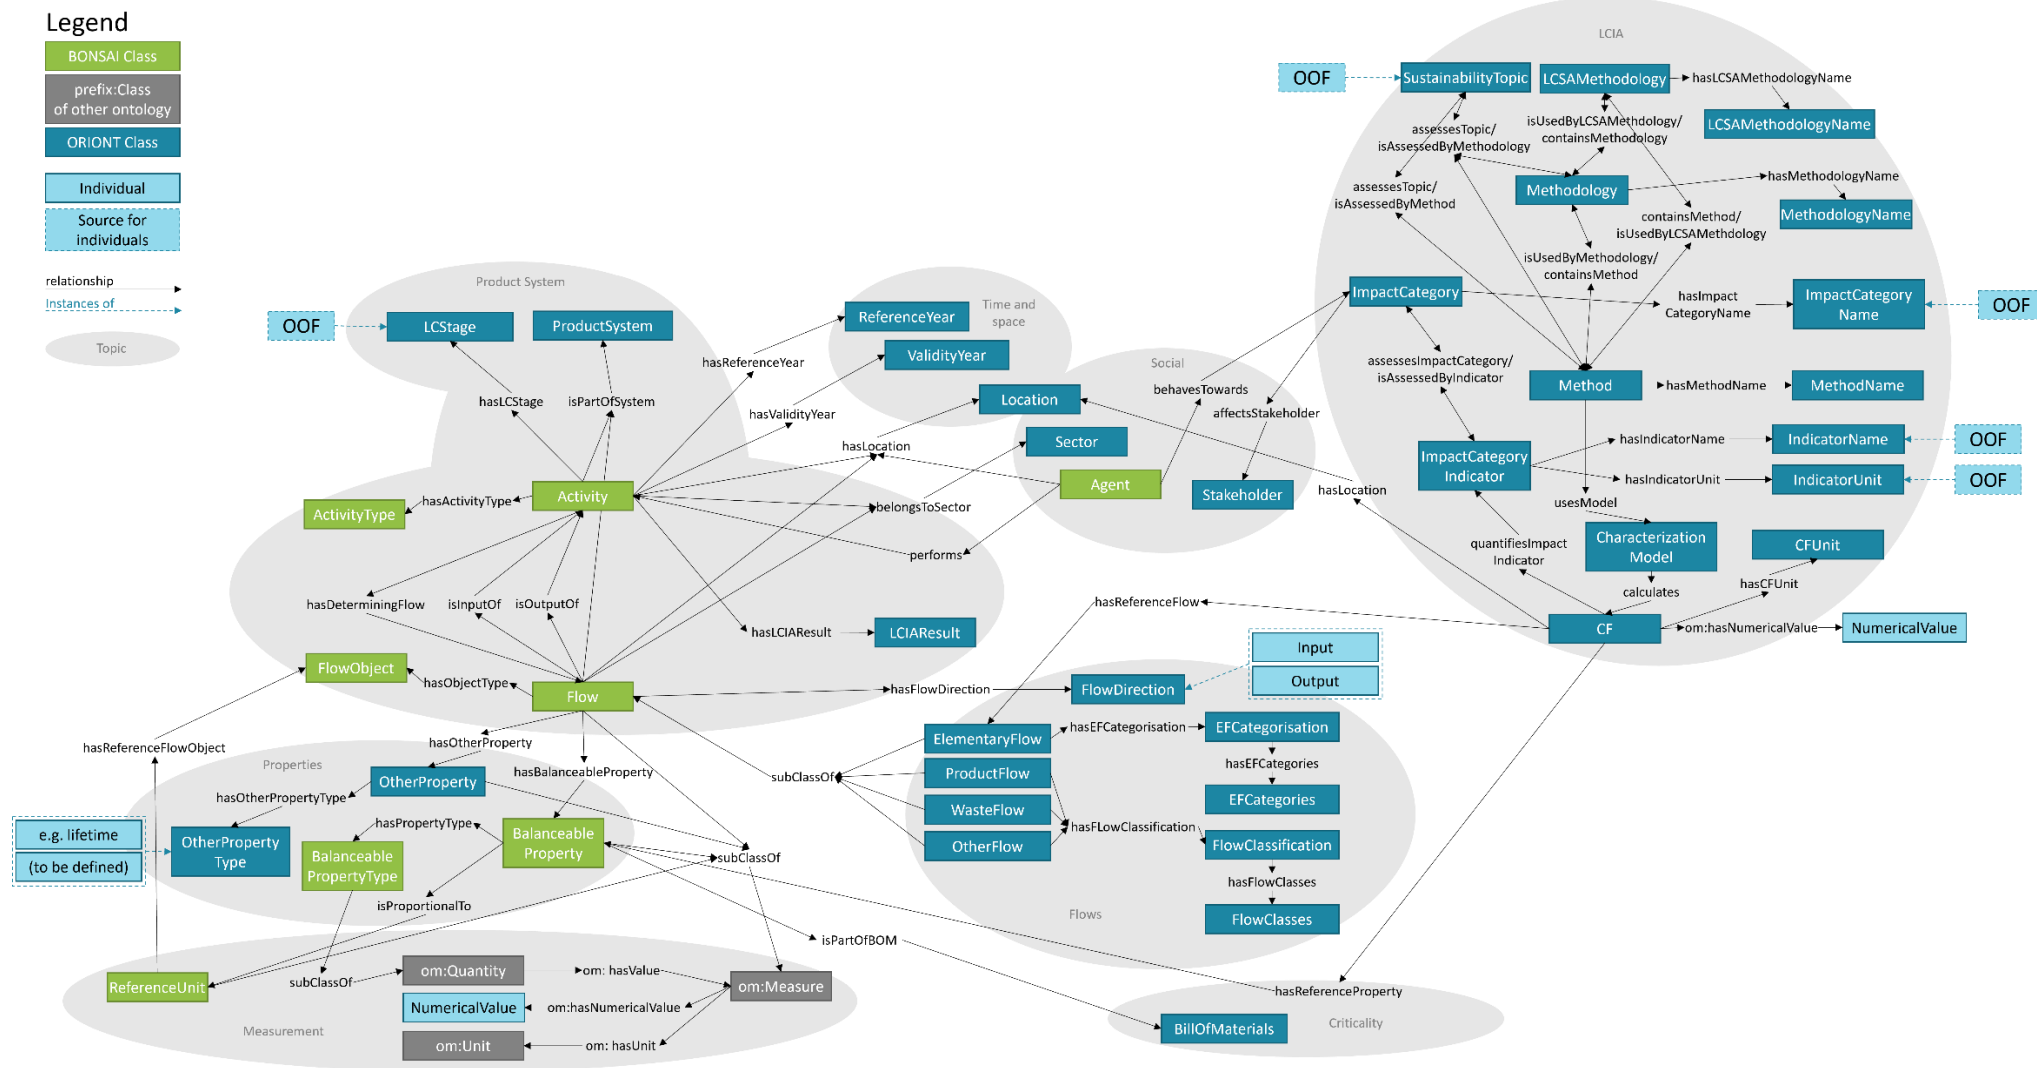 Legend
BONSAI Class
prefix:Class
of other ontology
ORIONT Class
Individual
Source for
individuals
relationship
Instances of
Topic
Product System
OOF
LCStage
ProductSystem
hasLCStage
isPartOfSystem
Time and
space
ReferenceYear
ValidityYear
Location
hasReferenceYear
hasValidityYear
hasLocation
Social
behavesTowards
affectsStakeholder
Sector
Agent
Stakeholder
belongsToSector
performs
ActivityType
hasActivityType
Activity
hasDeterminingFlow
isInputOf
isOutputOf
hasLCIAResult
LCIAResult
FlowObject
hasObjectType
Flow
hasFlowDirection
FlowDirection
Input
Output
hasReferenceFlow
hasReferenceFlowObject
hasOtherProperty
hasBalanceableProperty
Properties
OtherProperty
hasOtherPropertyType
hasPropertyType
e.g. lifetime
(to be defined)
OtherProperty
Type
Balanceable
PropertyType
Balanceable
Property
subClassOf
isProportionalTo
isPartOfBOM
subClassOf
ReferenceUnit
subClassOf
om:Quantity
om: hasValue
om:Measure
NumericalValue
om:hasNumericalValue
om:Unit
om: hasUnit
Measurement
ElementaryFlow
ProductFlow
WasteFlow
OtherFlow
hasEFCategorisation
EFCategorisation
hasEFCategories
EFCategories
hasFLowClassification
FlowClassification
hasFlowClasses
FlowClasses
Flows
hasReferenceProperty
BillOfMaterials
Criticality
LCIA
OOF
SustainabilityTopic
LCSAMethodology
hasLCSAMethodologyName
LCSAMethodologyName
assessesTopic/
isAssessedByMethodology
isUsedByLCSAMethdology/
containsMethodology
assessesTopic/
isAssessedByMethod
Methodology
hasMethodologyName
MethodologyName
containsMethod/
isUsedByLCSAMethdology
isUsedByMethodology/
containsMethod
ImpactCategory
hasImpact
CategoryName
ImpactCategory
Name
OOF
assessesImpactCategory/
isAssessedByIndicator
Method
hasMethodName
MethodName
ImpactCategory
Indicator
hasIndicatorName
IndicatorName
OOF
hasIndicatorUnit
IndicatorUnit
OOF
hasLocation
usesModel
quantifiesImpact
Indicator
Characterization
Model
CFUnit
hasCFUnit
calculates
CF
om:hasNumericalValue
NumericalValue